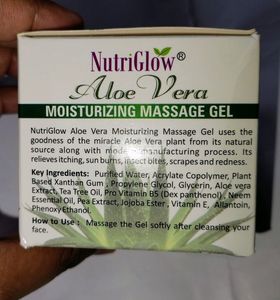 NutriGlow®
Aloe Vera
MOISTURIZING MASSAGE GEL
NutriGlow Aloe Vera Moisturizing Massage Gel uses the
goodness of the miracle Aloe Vera plant from its natural
source along with modern manufacturing process. Its
relieves itching, sun burns, insect bites, scrapes and redness.
Key Ingredients: Purified Water, Acrylate Copolymer, Plant
Based Xanthan Gum , Propylene Glycol, Glycerin, Aloe vera
extract, Tea Tree Oil, Pro Vitamin B5 (Dex panthenol) , Neem
Essential Oil, Pea Extract, Jojoba Ester , Vitamin E, Allantoin,
Phenoxy Ethanol.
How to Use : Massage the Gel softly after cleansing your
face.